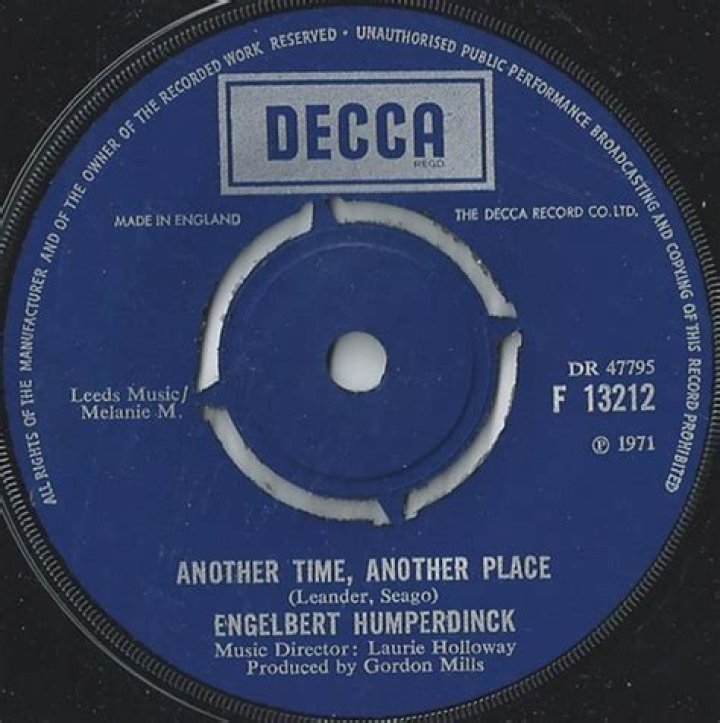 ALL RIGHTS OF THE MANUFACTURER AND OF THE OWNER OF THE RECORDED WORK RESERVED · UNAUTHORISED PUBLIC PERFORMANCE BROADCASTING AND COPYING OF THIS RECORD PROHIBITED
DECCA
REGD.
MADE IN ENGLAND
THE DECCA RECORD CO. LTD.
DR 47795
Leeds Music/
F 13212
Melanie M.
℗ 1971
ANOTHER TIME, ANOTHER PLACE
(Leander, Seago)
ENGELBERT HUMPERDINCK
Music Director: Laurie Holloway
Produced by Gordon Mills